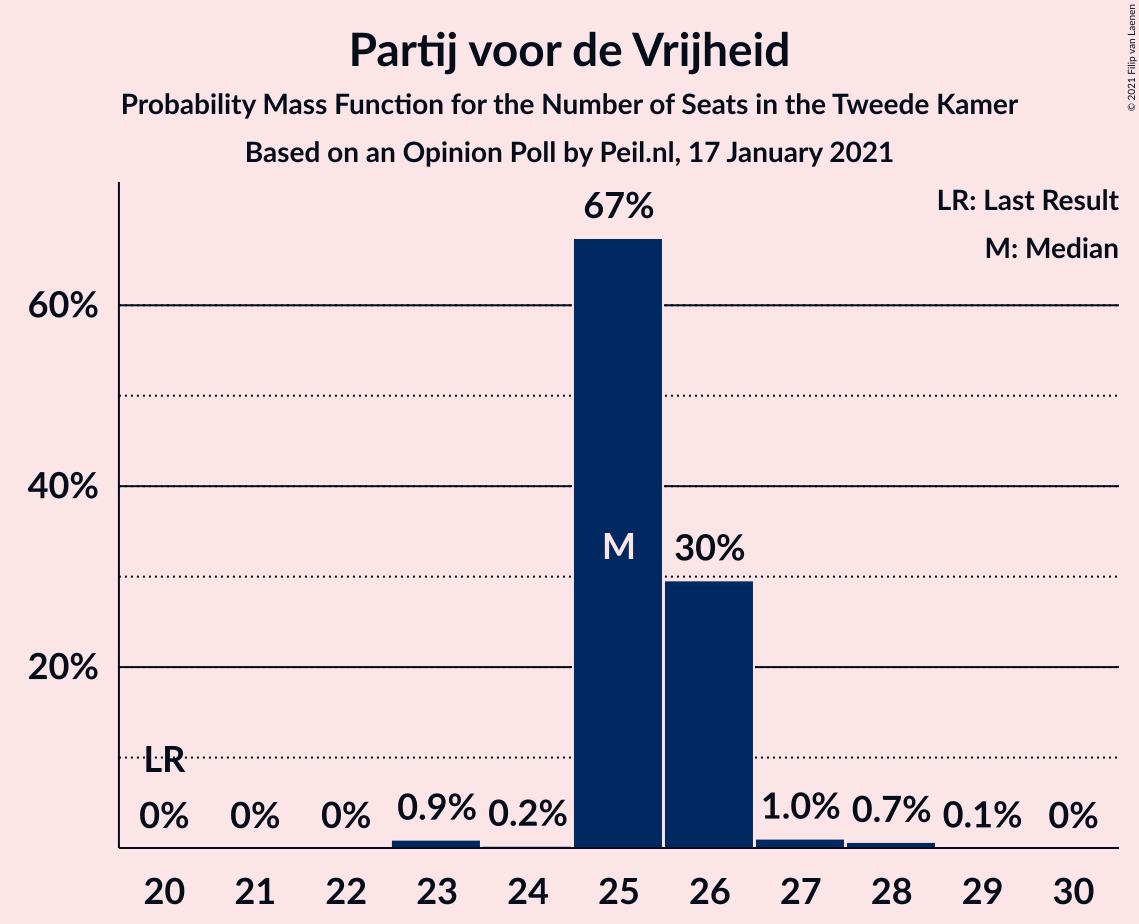 Partij voor de Vrijheid
Probability Mass Function for the Number of Seats in the Tweede Kamer
Based on an Opinion Poll by Peil.nl, 17 January 2021
© 2021 Filip van Laenen
LR: Last Result
M: Median
67%
60%
40%
M
30%
20%
LR
0%
0%
0%
0.9%
0.2%
1.0%
0.7%
0.1%
0%
20 21 22 23 24 25 26 27 28 29 30